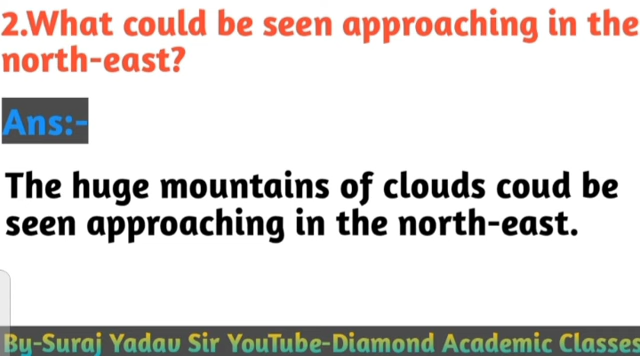 2.What could be seen approaching in the
north-east?
Ans:-
The huge mountains of clouds coud be
seen approaching in the north-east.
By-Suraj Yadav Sir YouTube-Diamond Academic Classes